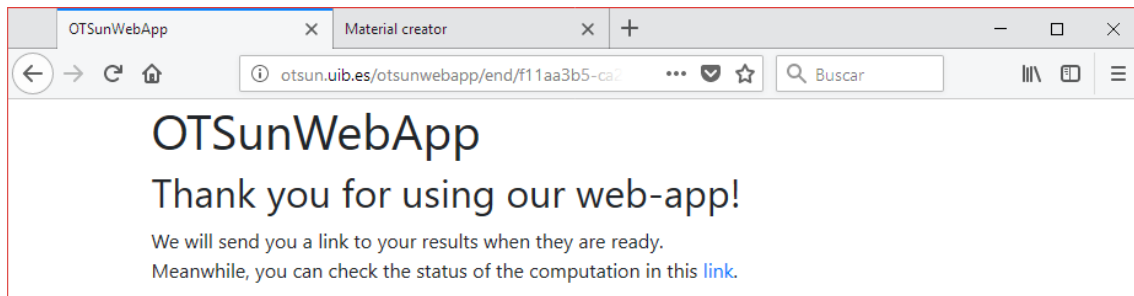 OTSunWebApp
Material creator
otsun.uib.es/otsunwebapp/end/f11aa3b5-ca
Buscar
OTSunWebApp
Thank you for using our web-app!
We will send you a link to your results when they are ready.
Meanwhile, you can check the status of the computation in this link.